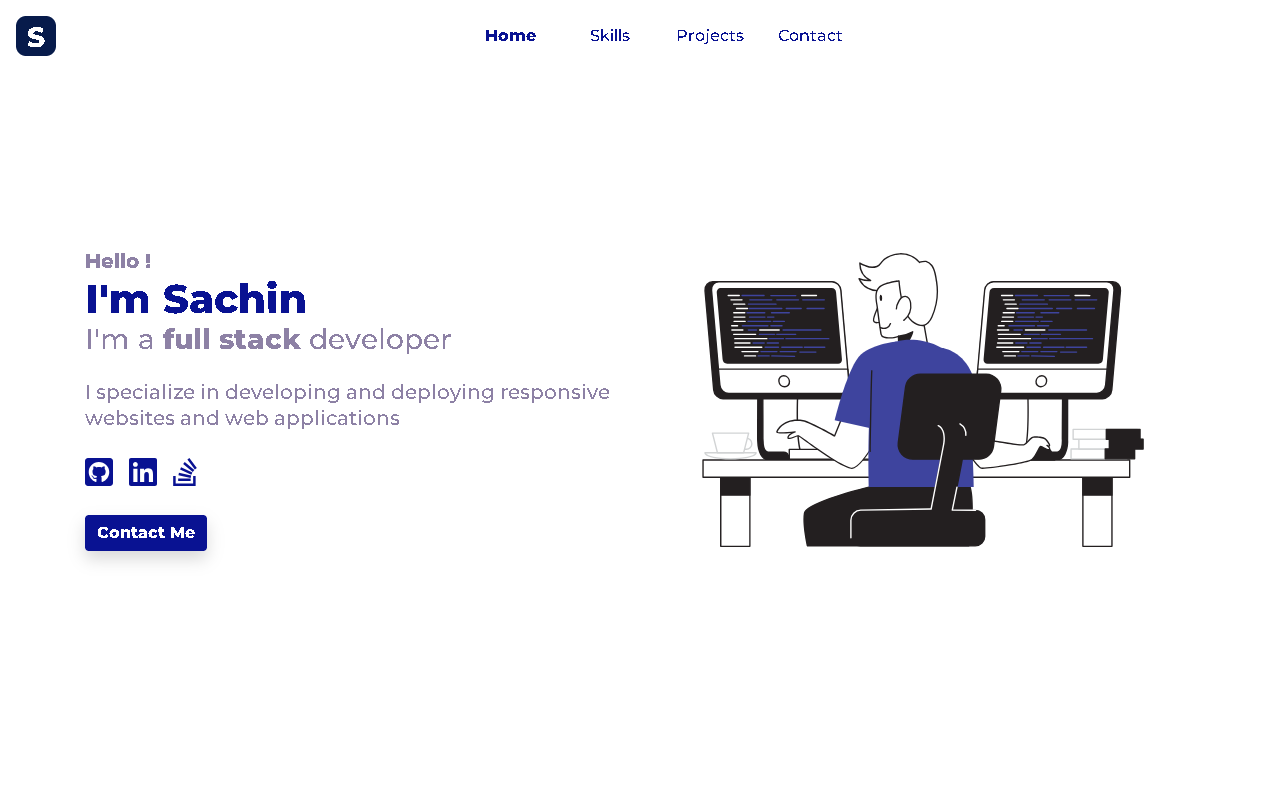 S
Home Skills Projects Contact
Hello !
I'm Sachin
I'm a full stack developer
I specialize in developing and deploying responsive
websites and web applications
in
Contact Me